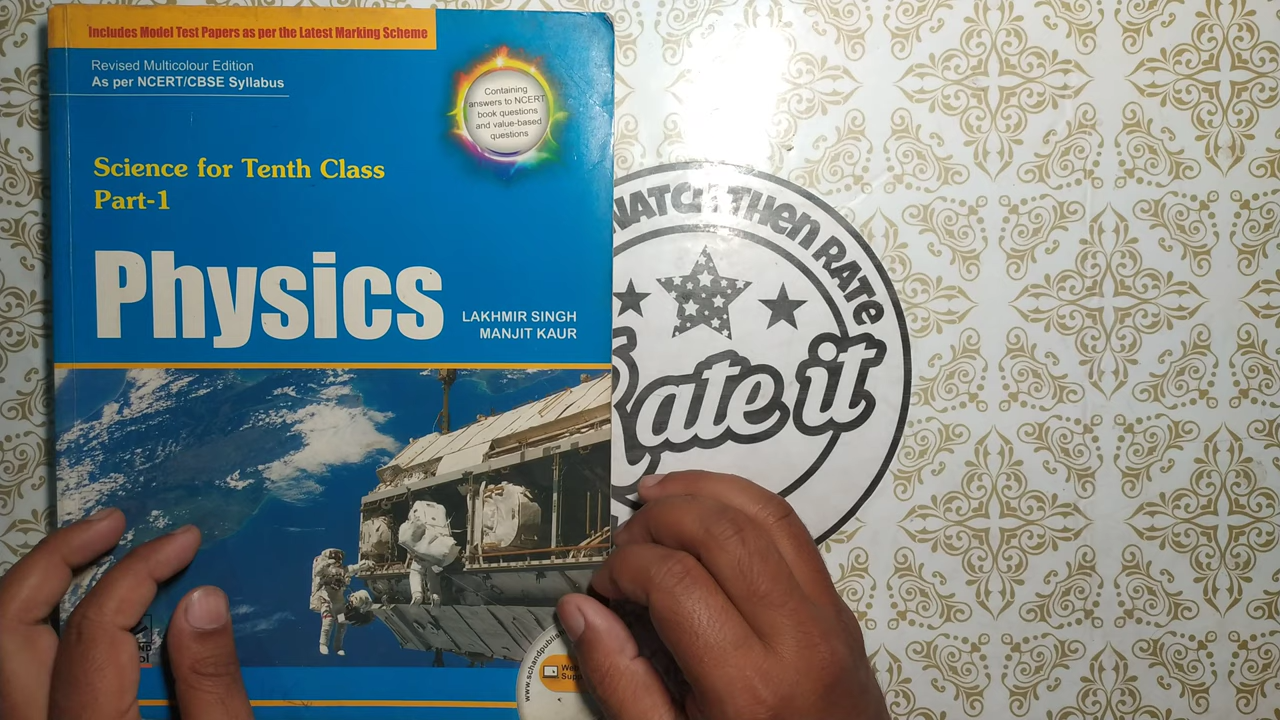 Includes Model Test Papers as per the Latest Marking Scheme
Revised Multicolour Edition
As per NCERT/CBSE Syllabus
Containing
answers to NCERT
book questions
and value-based
questions
Science for Tenth Class
Part-1
Physics
LAKHMIR SINGH
MANJIT KAUR
THEN RATE
Rate it